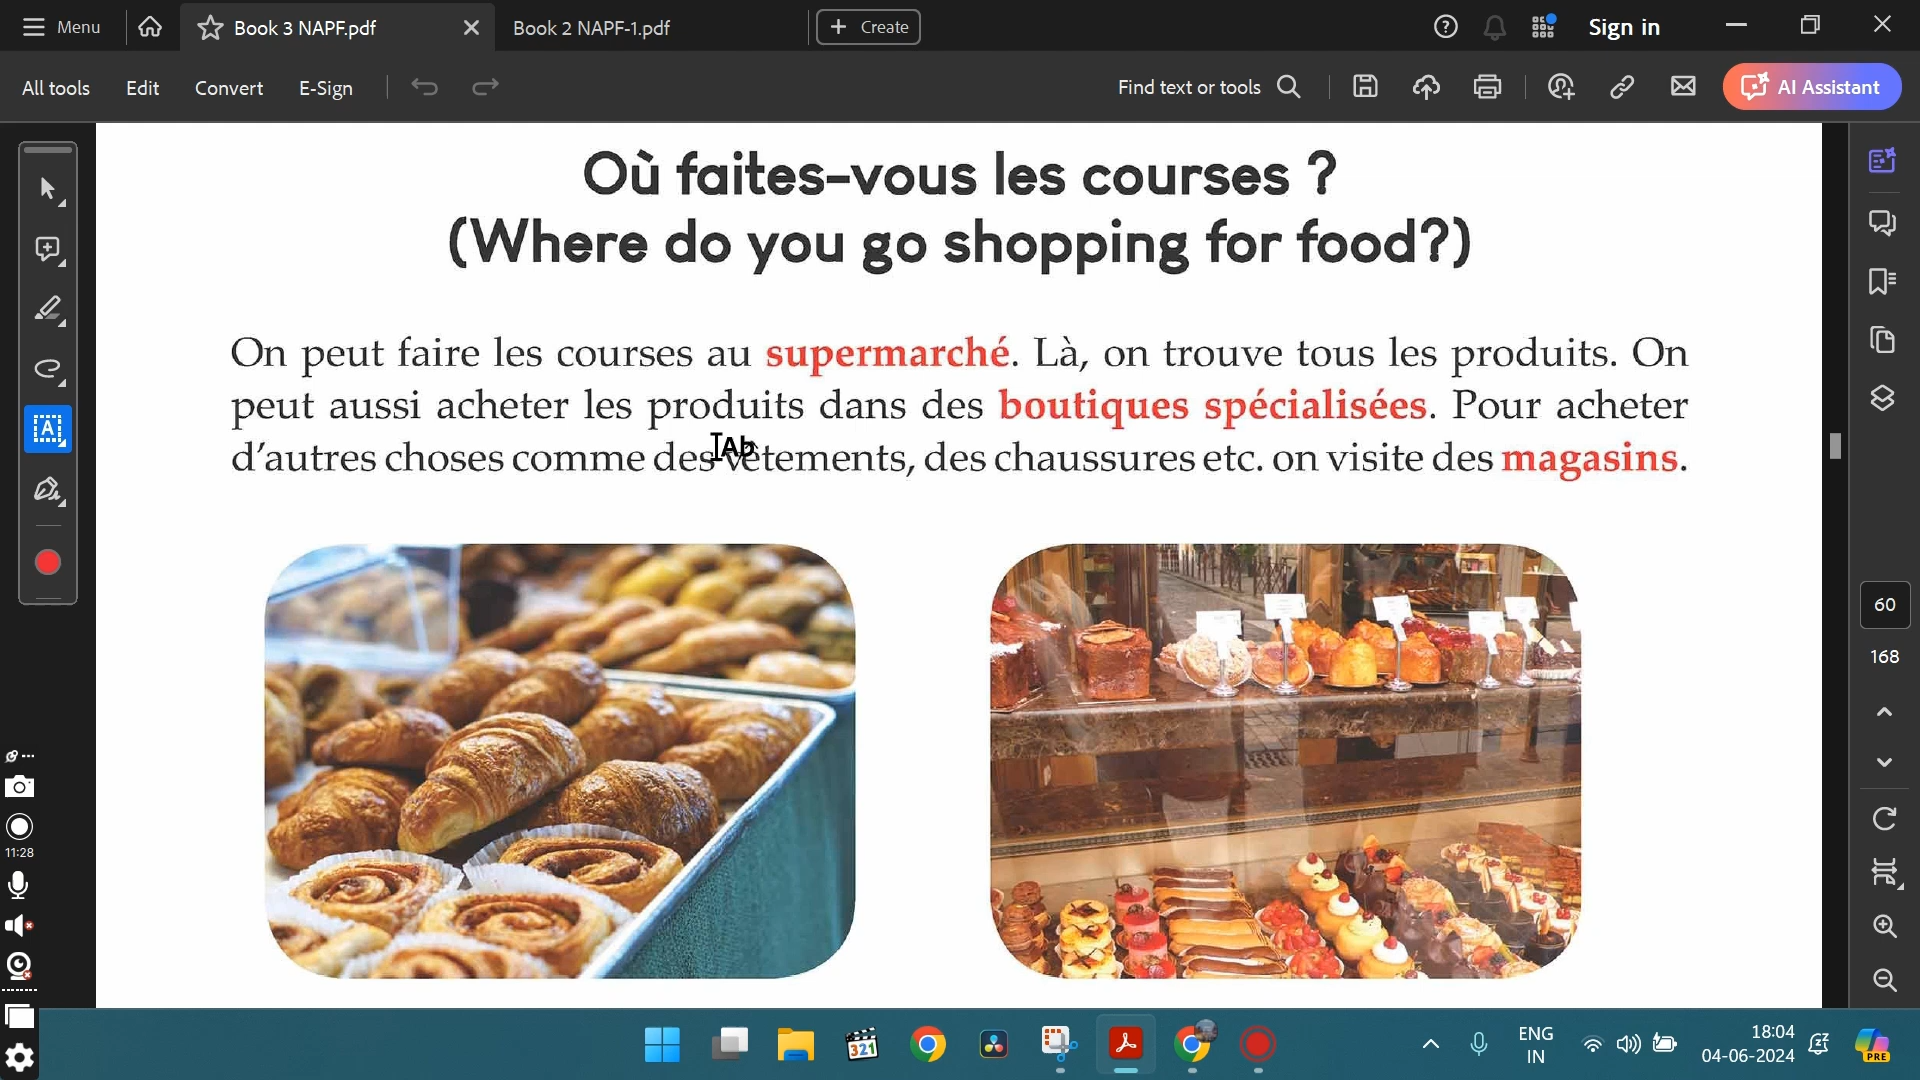 Menu
Book 3 NAPF.pdf
Book 2 NAPF-1.pdf
+ Create
Sign in
All tools
Edit
Convert
E-Sign
Find text or tools
AI Assistant
Où faites-vous les courses ?
(Where do you go shopping for food?)
On peut faire les courses au supermarché. Là, on trouve tous les produits. On
peut aussi acheter les produits dans des boutiques spécialisées. Pour acheter
d’autres choses comme des vêtements, des chaussures etc. on visite des magasins.
Ab
A
60
168
11:28
321
ENG
IN
18:04
04-06-2024
PRE